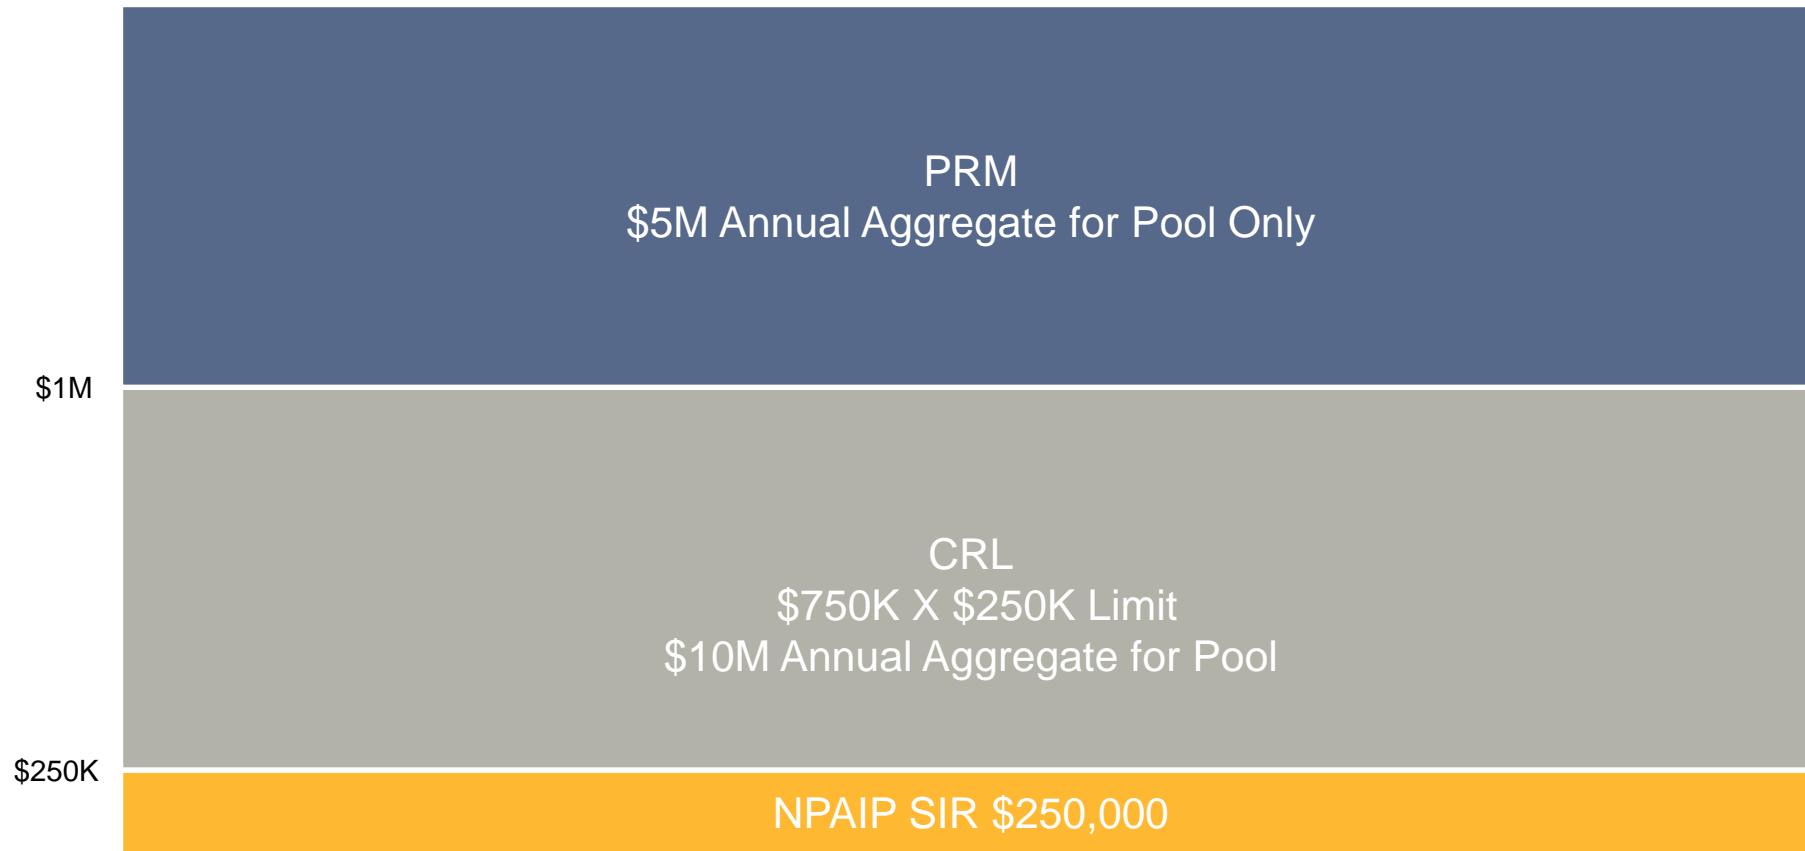 PRM
$5M Annual Aggregate for Pool Only
$1M
CRL
$750K X $250K Limit
$10M Annual Aggregate for Pool
$250K
NPAIP SIR $250,000